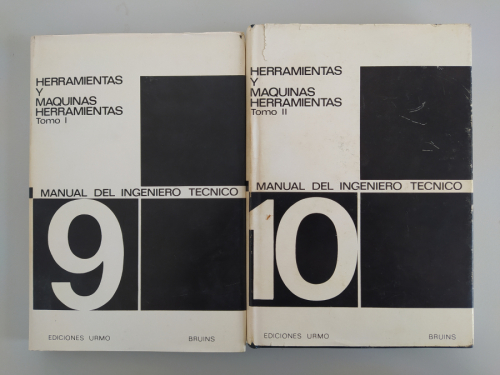 HERRAMIENTAS
Y
MAQUINAS
HERRAMIENTAS
Tomo I
MANUAL DEL INGENIERO TECNICO
9
EDICIONES URMO
BRUINS
HERRAMIENTAS
Y
MAQUINAS
HERRAMIENTAS
Tomo II
MANUAL DEL INGENIERO TECNICO
10
EDICIONES URMO
BRUINS